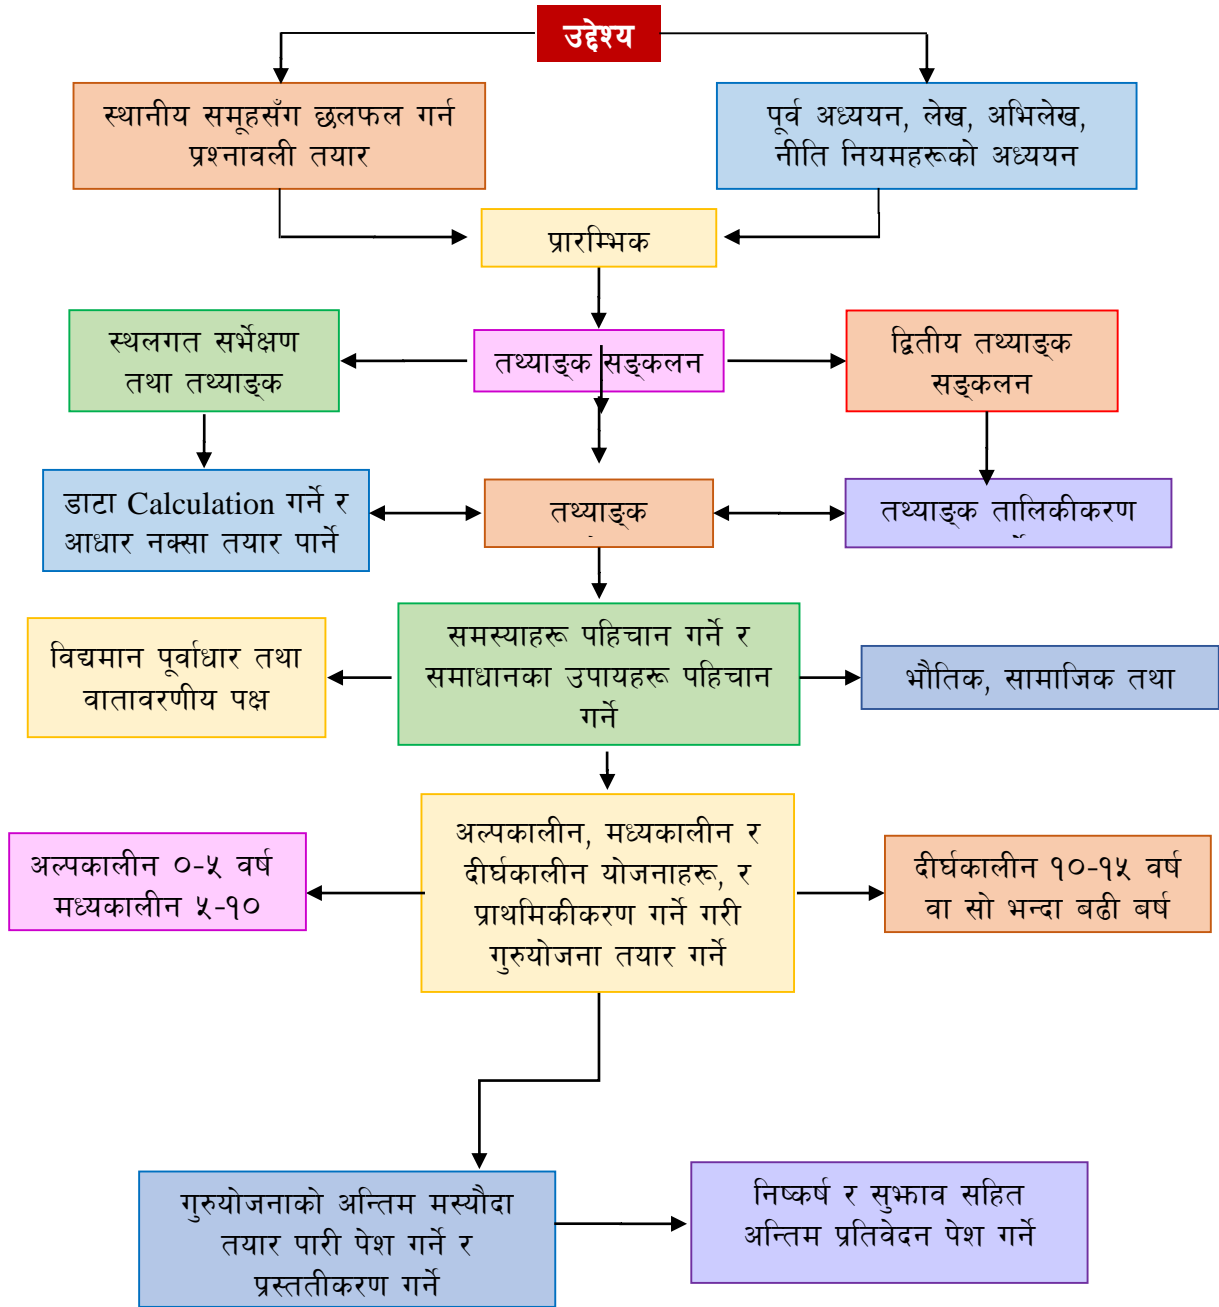 उद्देश्य
स्थानीय समूहसँग छलफल गर्न
प्रश्नावली तयार
पूर्व अध्ययन, लेख, अभिलेख,
नीति नियमहरूको अध्ययन
प्रारम्भिक
स्थलगत सर्भेक्षण
तथा तथ्याङ्क
तथ्याङ्क सङ्कलन
द्वितीय तथ्याङ्क
सङ्कलन
डाटा Calculation गर्ने र
आधार नक्सा तयार पार्ने
तथ्याङ्क
तथ्याङ्क तालिकीकरण
विद्यमान पूर्वाधार तथा
वातावरणीय पक्ष
समस्याहरू पहिचान गर्ने र
समाधानका उपायहरू पहिचान
गर्ने
भौतिक, सामाजिक तथा
अल्पकालीन ०-५ वर्ष
मध्यकालीन ५-१०
अल्पकालीन, मध्यकालीन र
दीर्घकालीन योजनाहरू, र
प्राथमिकीकरण गर्ने गरी
गुरुयोजना तयार गर्ने
दीर्घकालीन १०-१५ वर्ष
वा सो भन्दा बढी बर्ष
गुरुयोजनाको अन्तिम मस्यौदा
तयार पारी पेश गर्ने र
प्रस्ततीकरण गर्ने
निष्कर्ष र सुझाव सहित
अन्तिम प्रतिवेदन पेश गर्ने